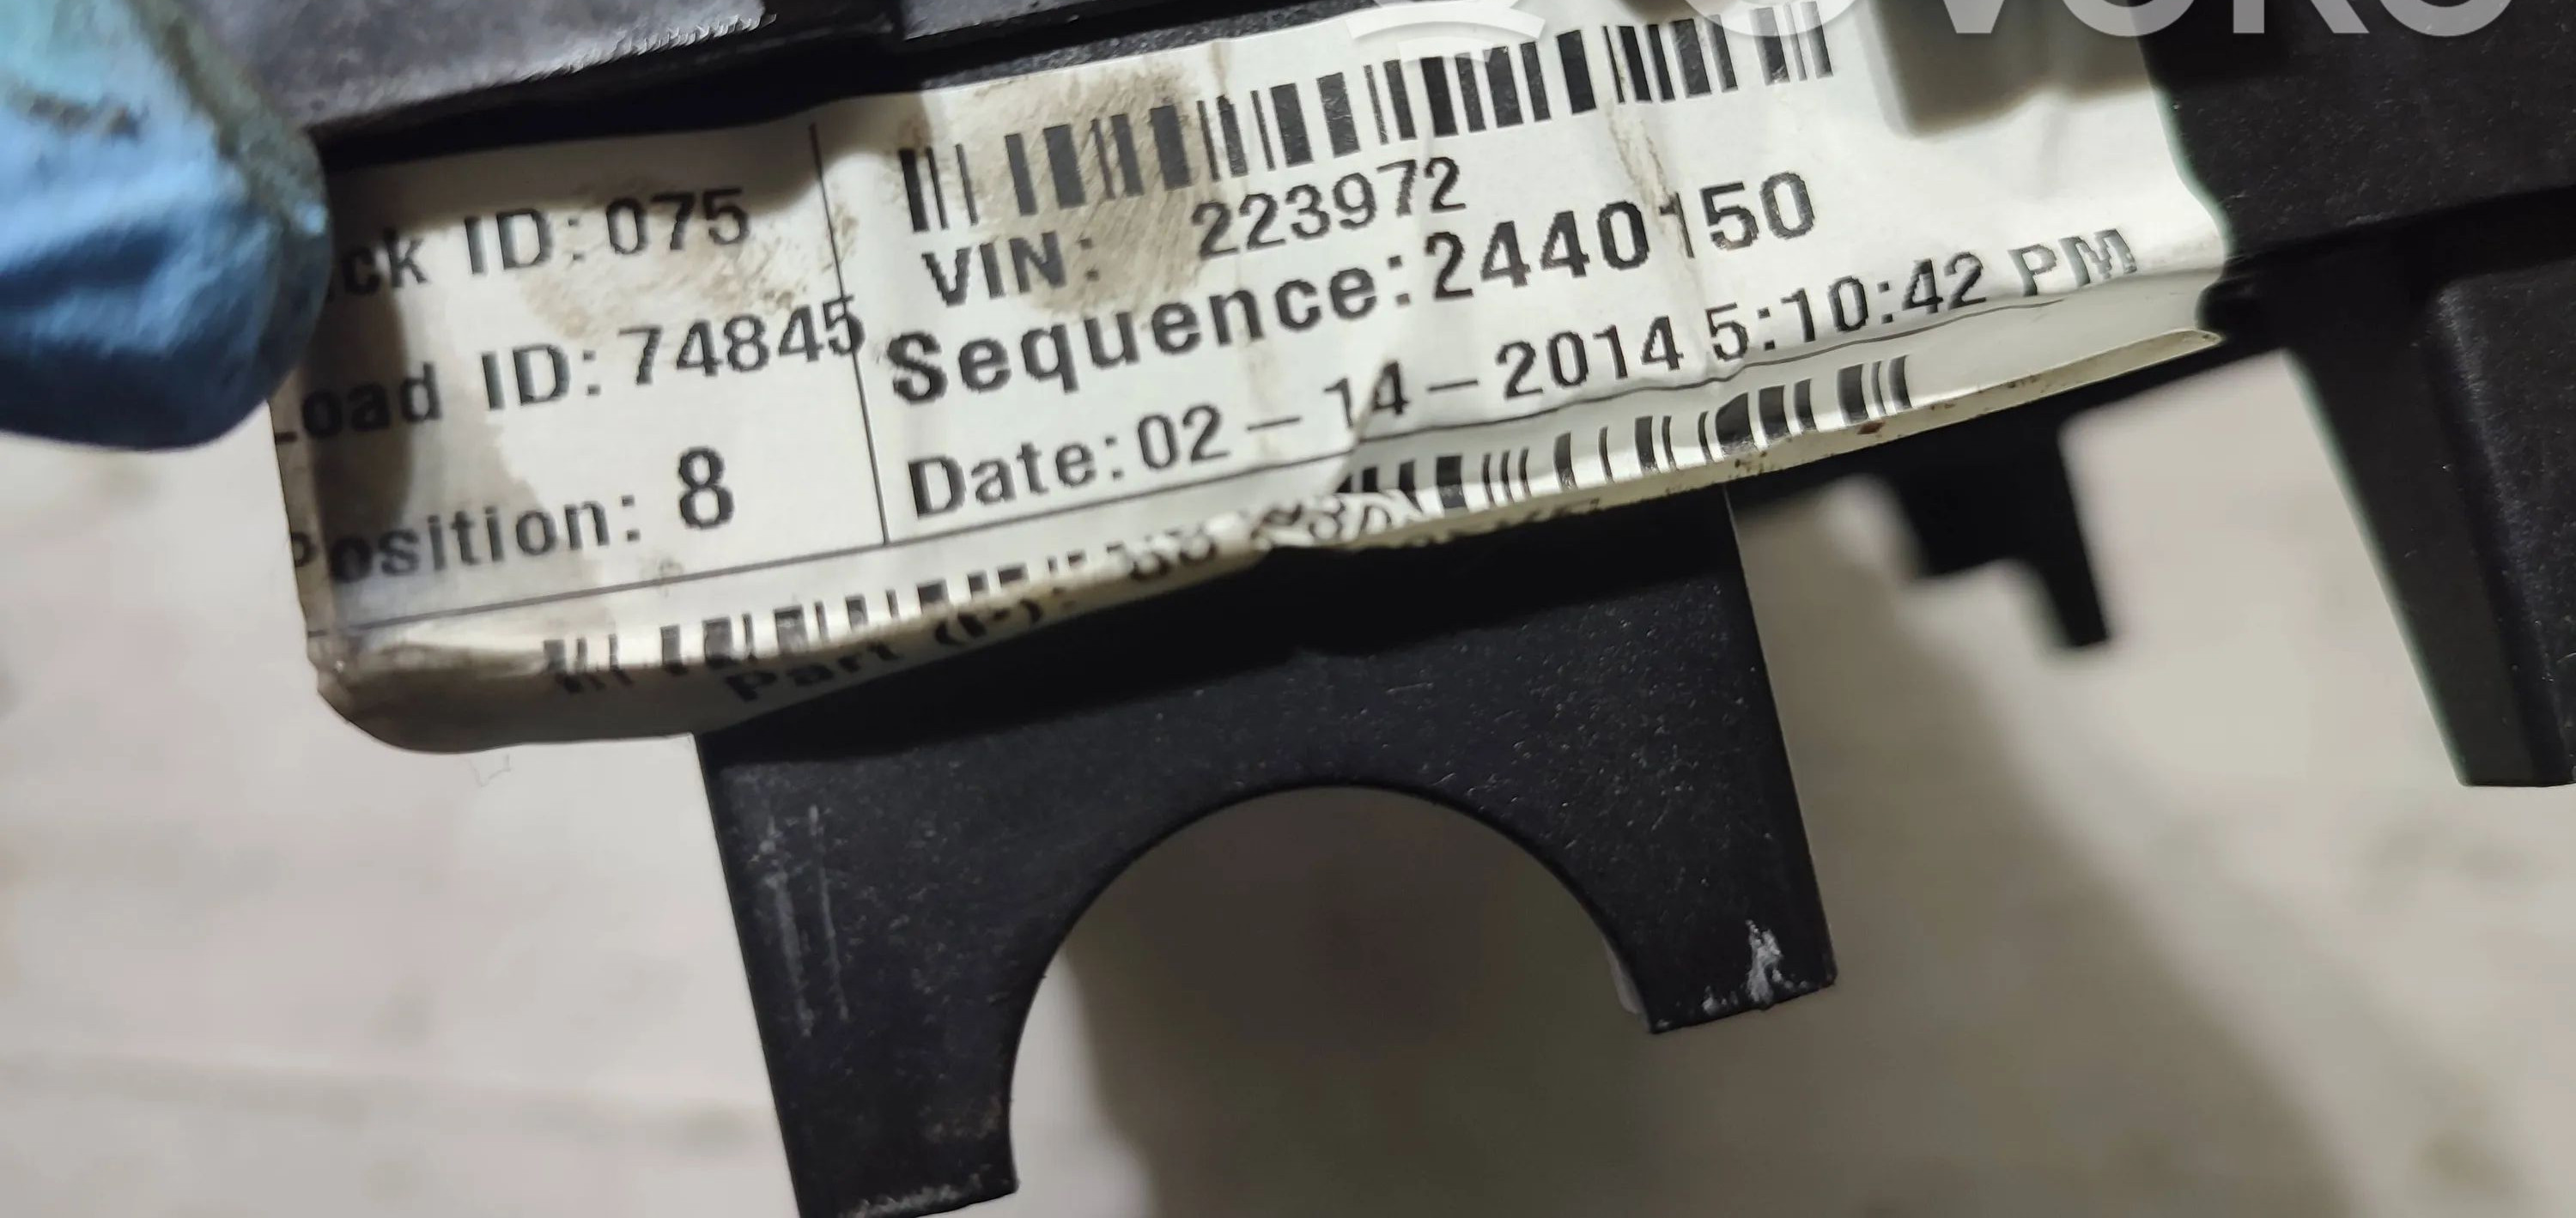 ck ID: 075
oad ID: 74845
Position: 8
VIN: 223972
Sequence: 2440150
Date: 02-14-2014 5:10:42 PM
Part (P):